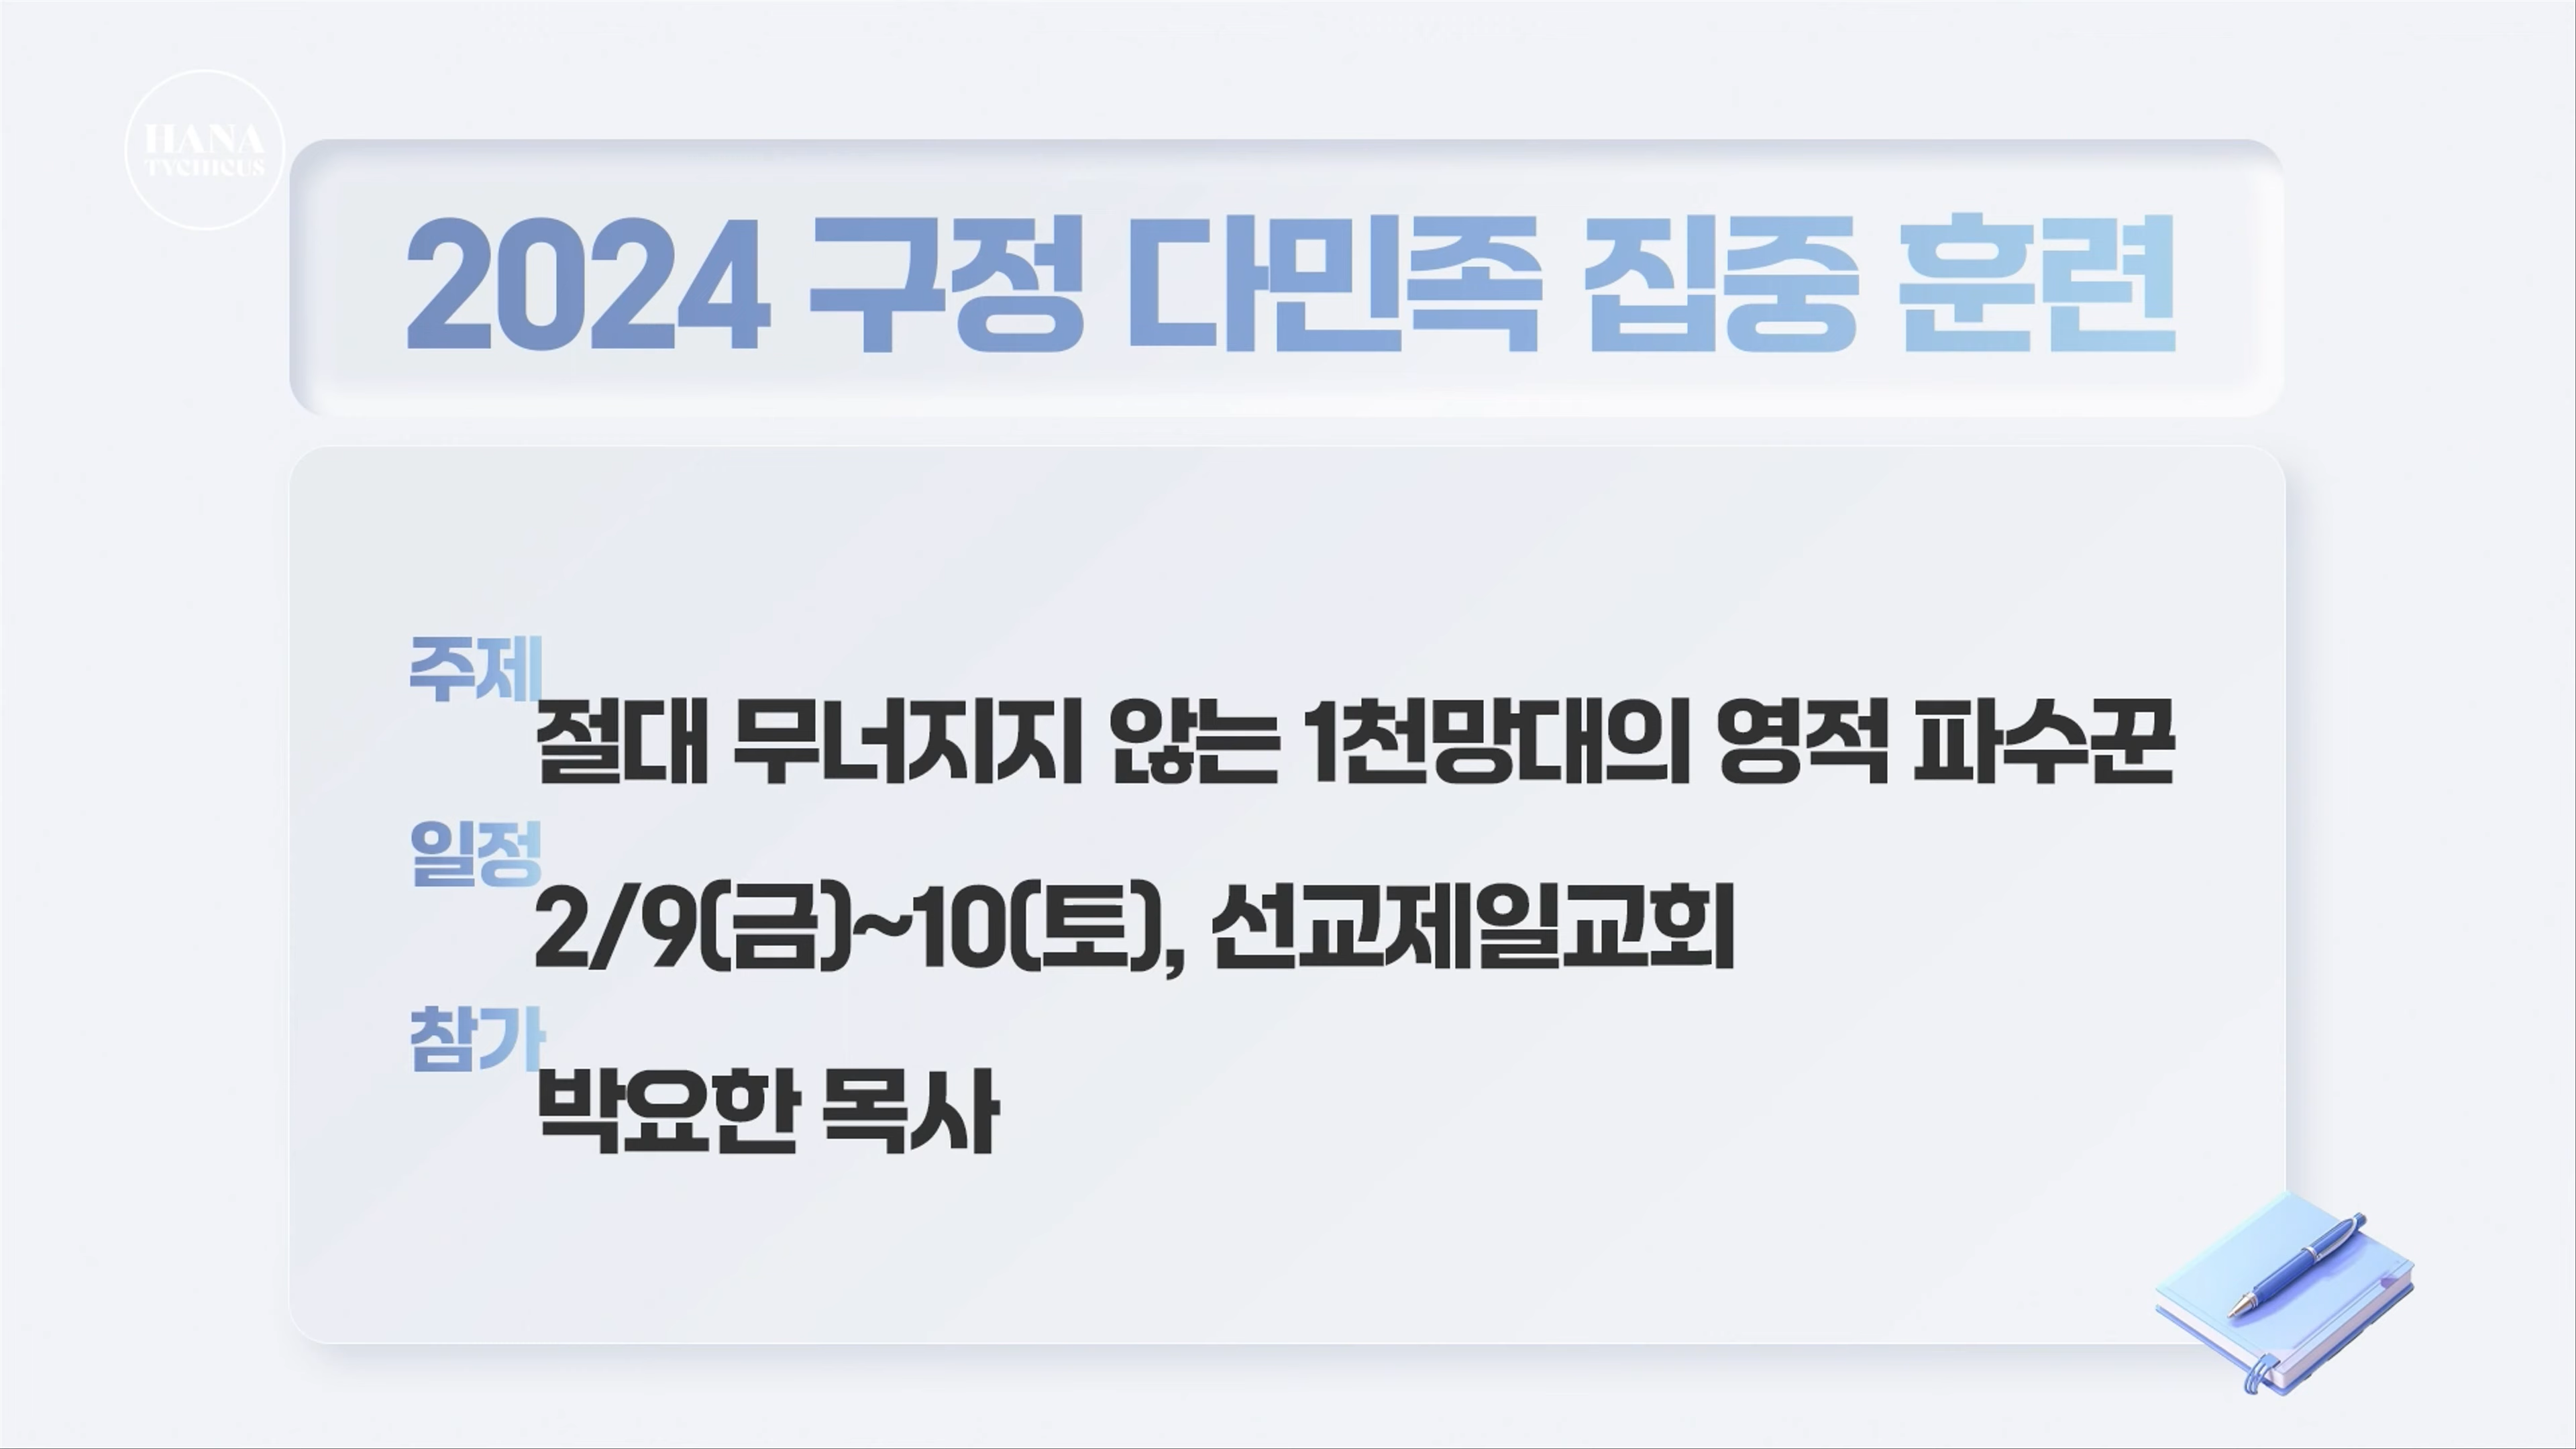 HANA
TYCHICUS
2024 구정 다민족 집중 훈련
주제
절대 무너지지 않는 1천망대의 영적 파수꾼
일정
2/9(금)~10(토), 선교제일교회
참가
박요한 목사